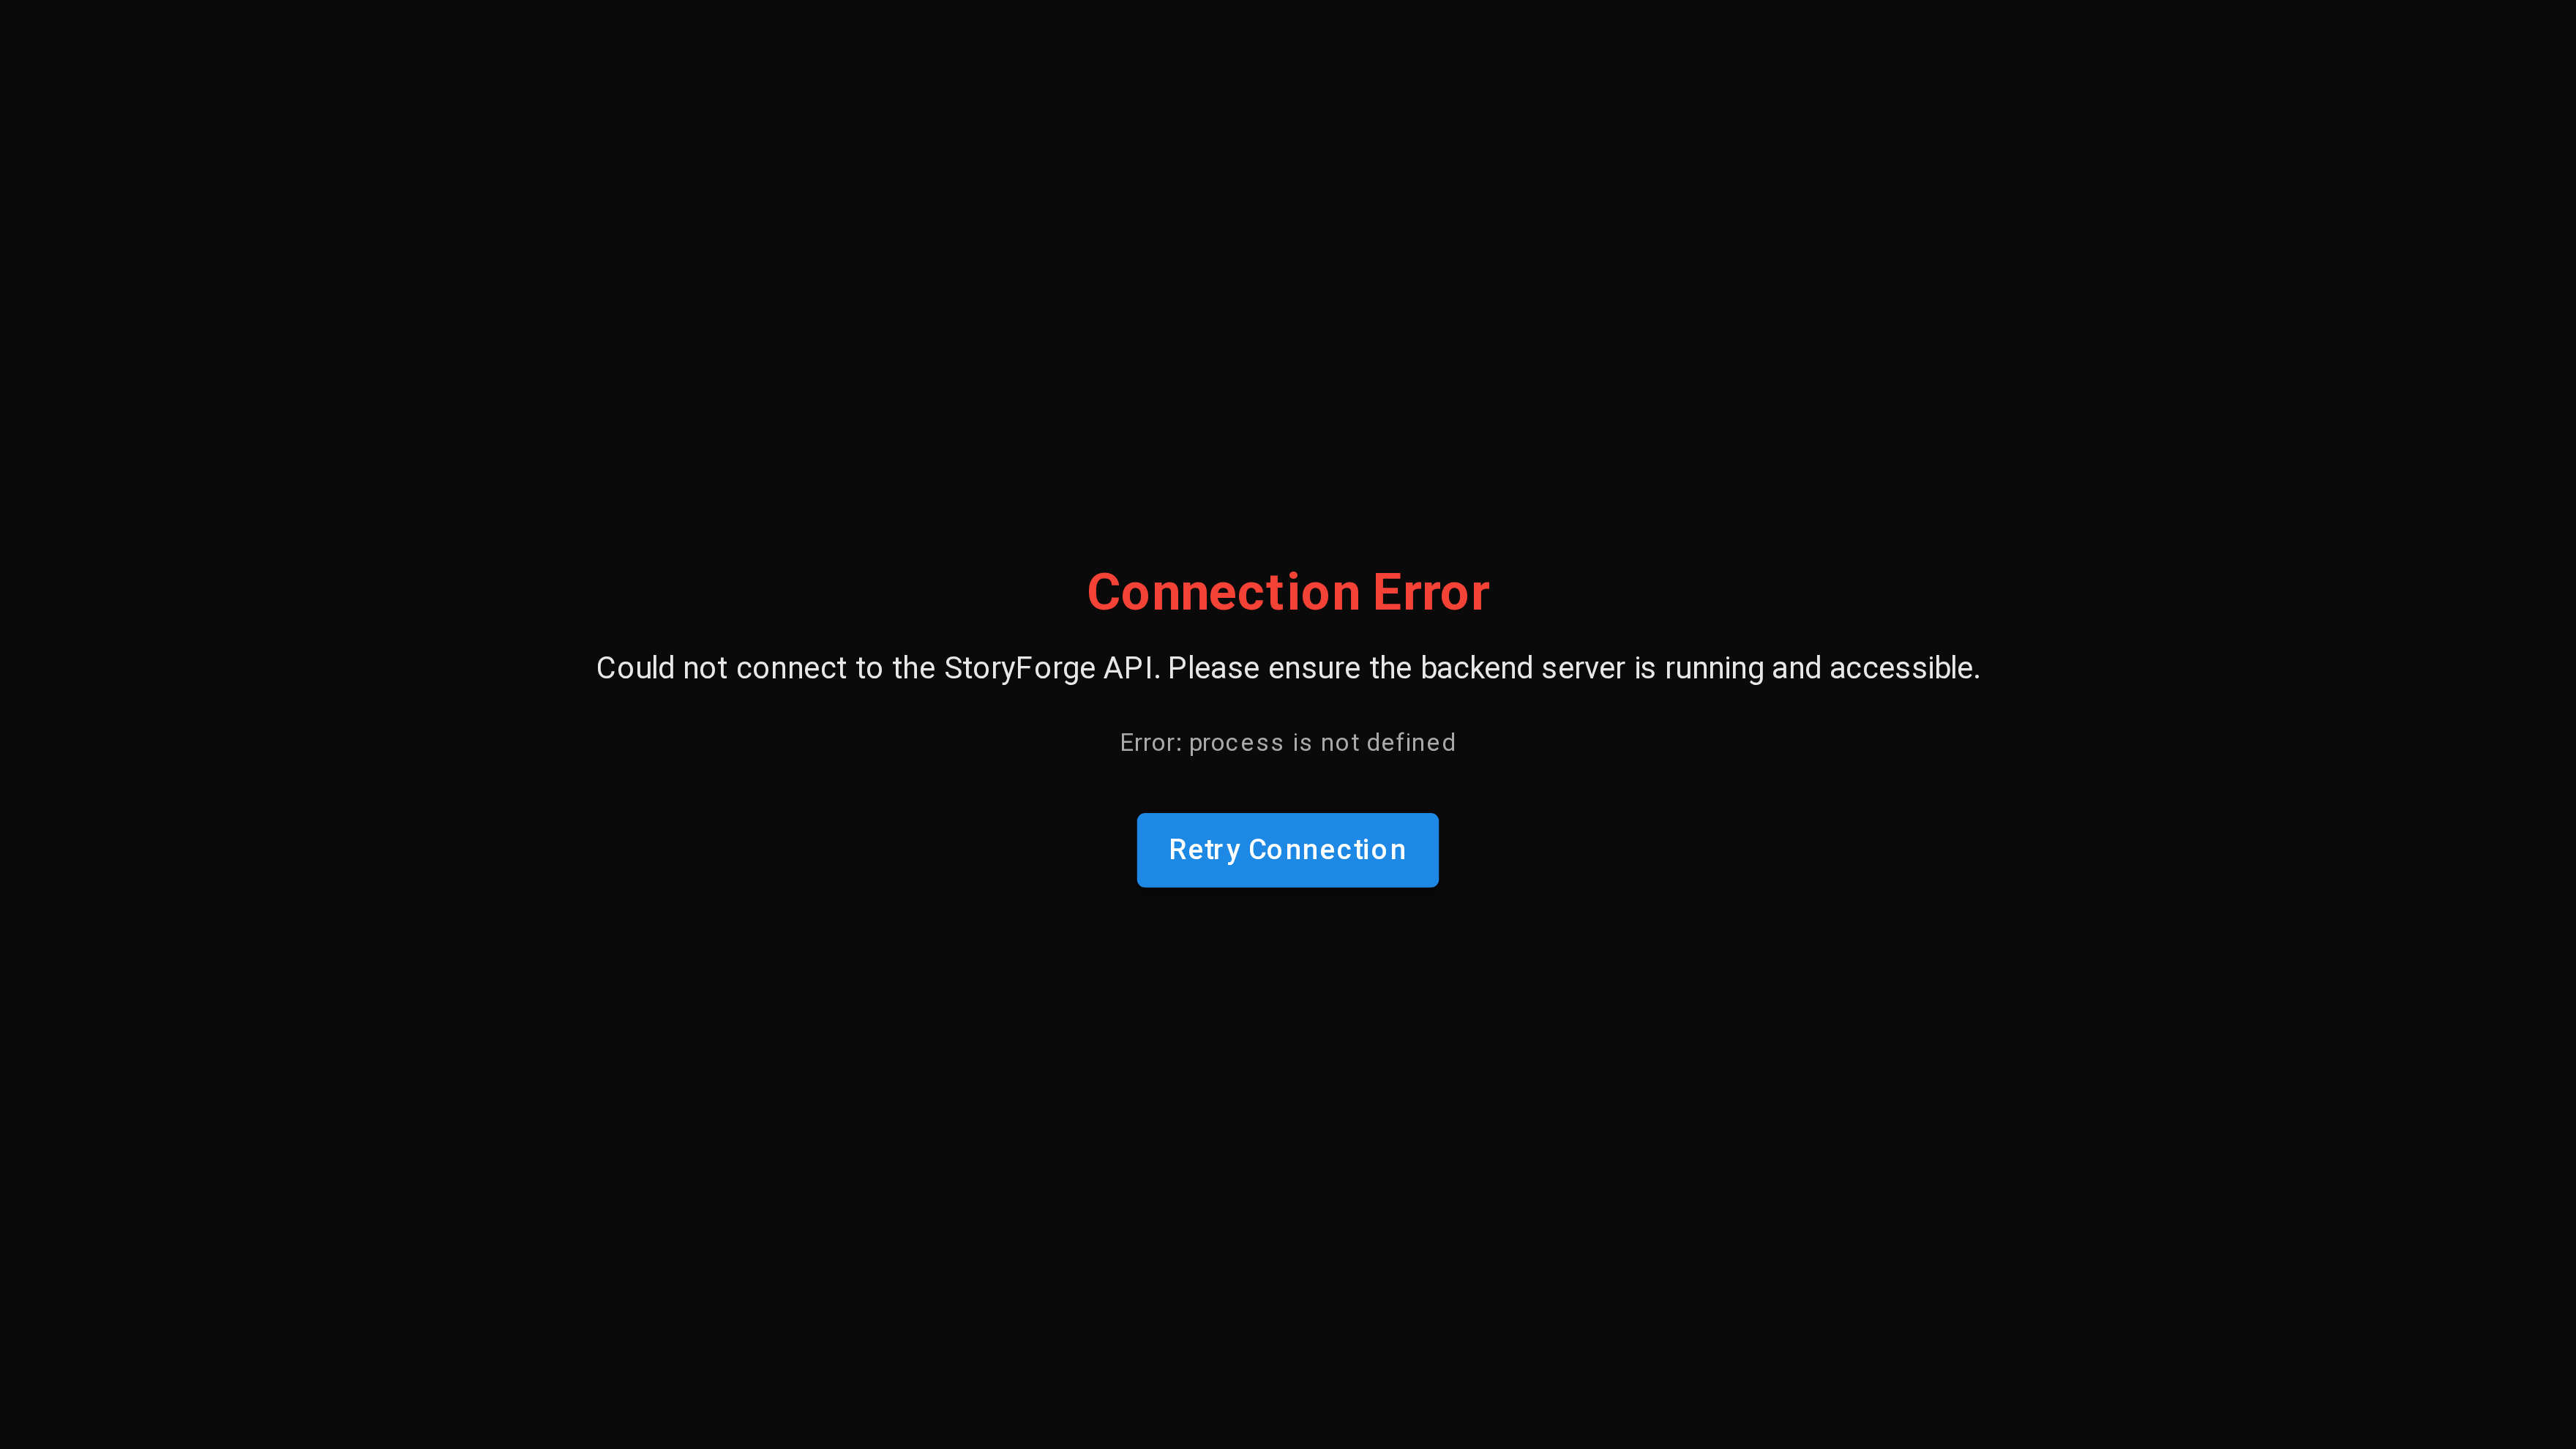 Connection Error
Could not connect to the StoryForge API. Please ensure the backend server is running and accessible.
Error: process is not defined
Retry Connection